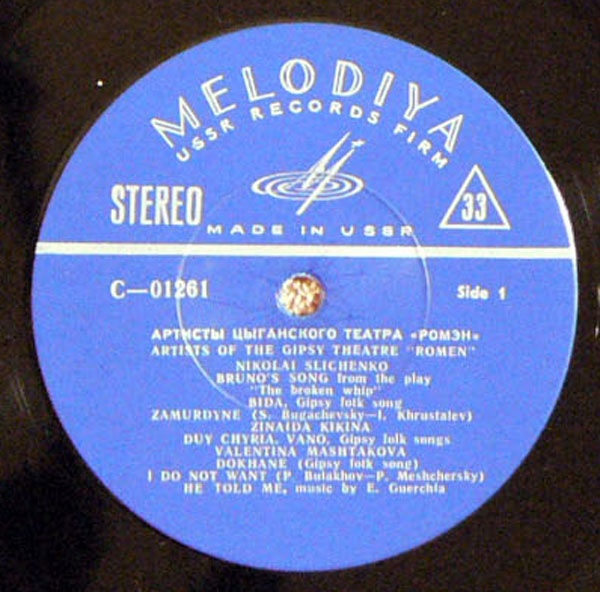 MELODIYA
USSR RECORDS FIRM
STEREO
33
MADE IN USSR
C—01261
Side 1
АРТИСТЫ ЦЫГАНСКОГО ТЕАТРА «РОМЭН»
ARTISTS OF THE GIPSY THEATRE "ROMEN"
NIKOLAI SLICHENKO
BRUNO'S SONG from the play
"The broken whip"
BIDA, Gipsy folk song
ZAMURDYNE (S. Bugachevsky—I. Khrustalev)
ZINAIDA KIKINA
DUY CHYRIA, VANO, Gipsy folk songs
VALENTINA MASHTAKOVA
DOKHANE (Gipsy folk song)
I DO NOT WANT (P. Bulakhov—P. Meshchersky)
HE TOLD ME, music by E. Guerchia